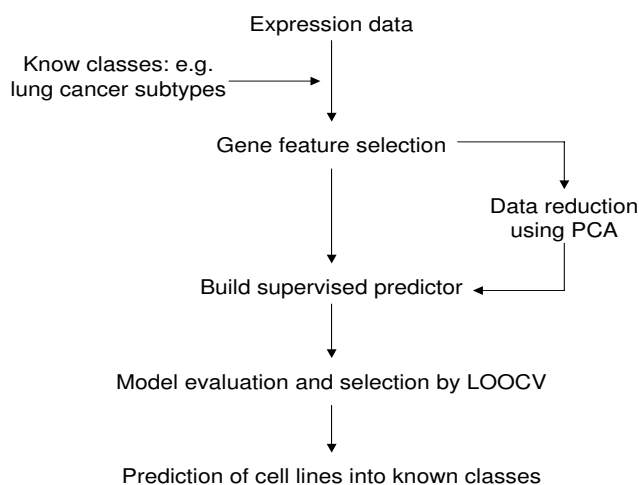 Expression data
Know classes: e.g.
lung cancer subtypes
Gene feature selection
Data reduction
using PCA
Build supervised predictor
Model evaluation and selection by LOOCV
Prediction of cell lines into known classes